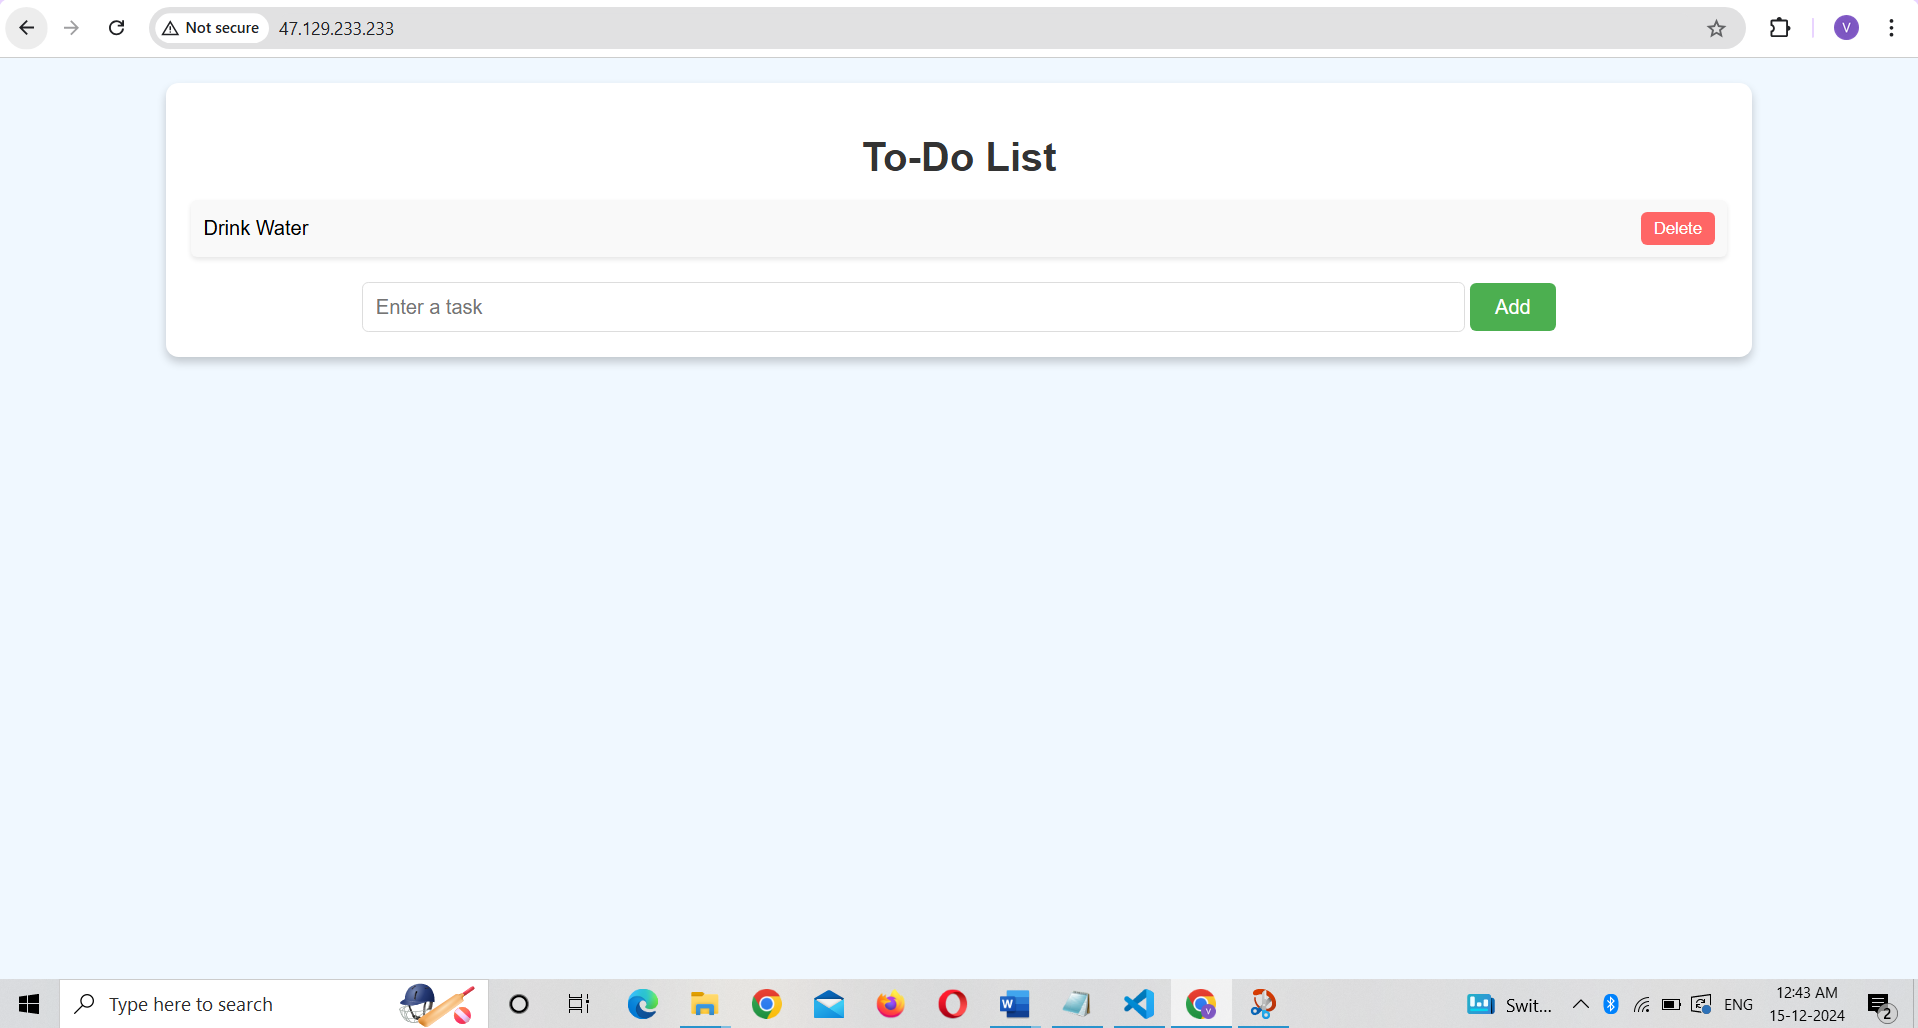 Not secure 47.129.233.233
V
To-Do List
Drink Water Delete
Enter a task Add
Type here to search
W
V
Swit...
ENG
12:43 AM
15-12-2024
2